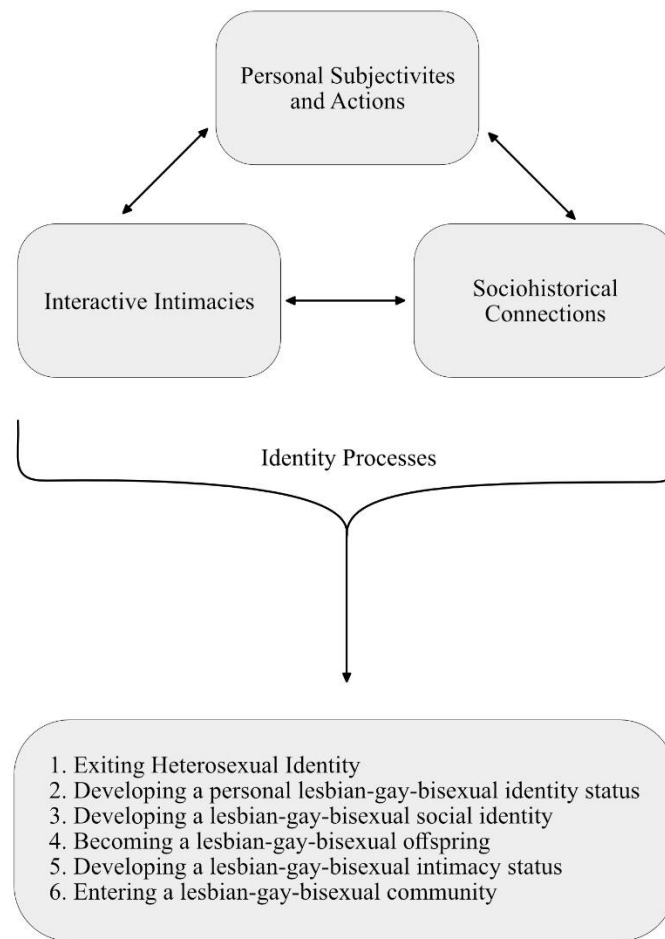 Personal Subjectivites
and Actions
Interactive Intimacies
Sociohistorical
Connections
Identity Processes
1. Exiting Heterosexual Identity
2. Developing a personal lesbian-gay-bisexual identity status
3. Developing a lesbian-gay-bisexual social identity
4. Becoming a lesbian-gay-bisexual offspring
5. Developing a lesbian-gay-bisexual intimacy status
6. Entering a lesbian-gay-bisexual community